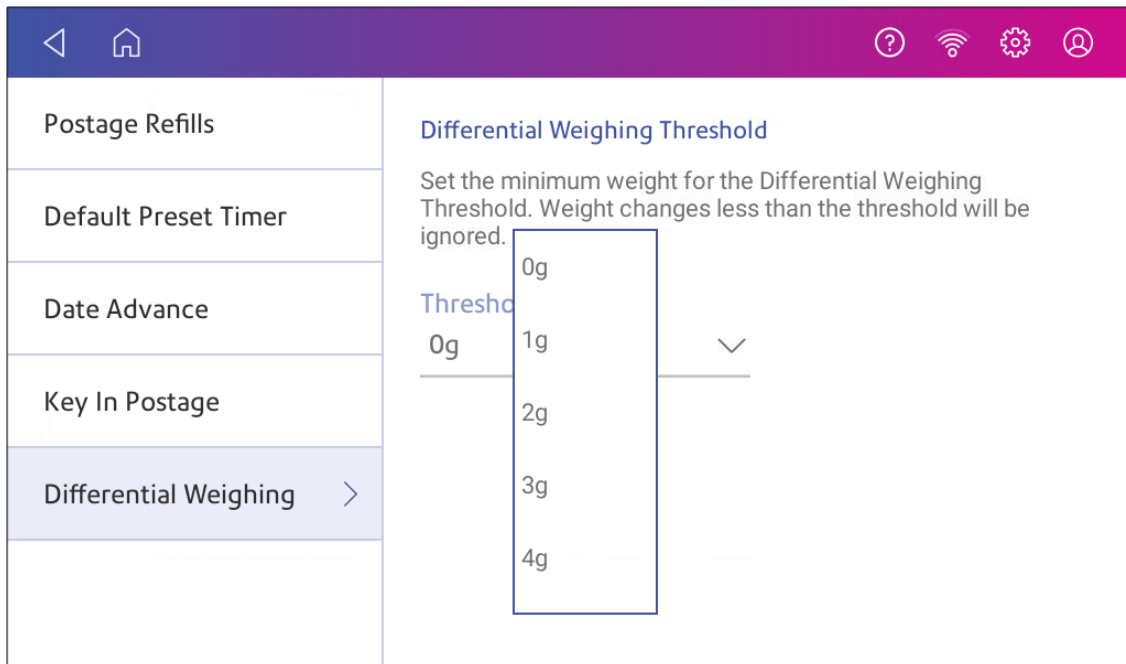 Postage Refills
Default Preset Timer
Date Advance
Key In Postage
Differential Weighing
Differential Weighing Threshold
Set the minimum weight for the Differential Weighing
Threshold. Weight changes less than the threshold will be
ignored.
Thresho
0g
0g
1g
2g
3g
4g